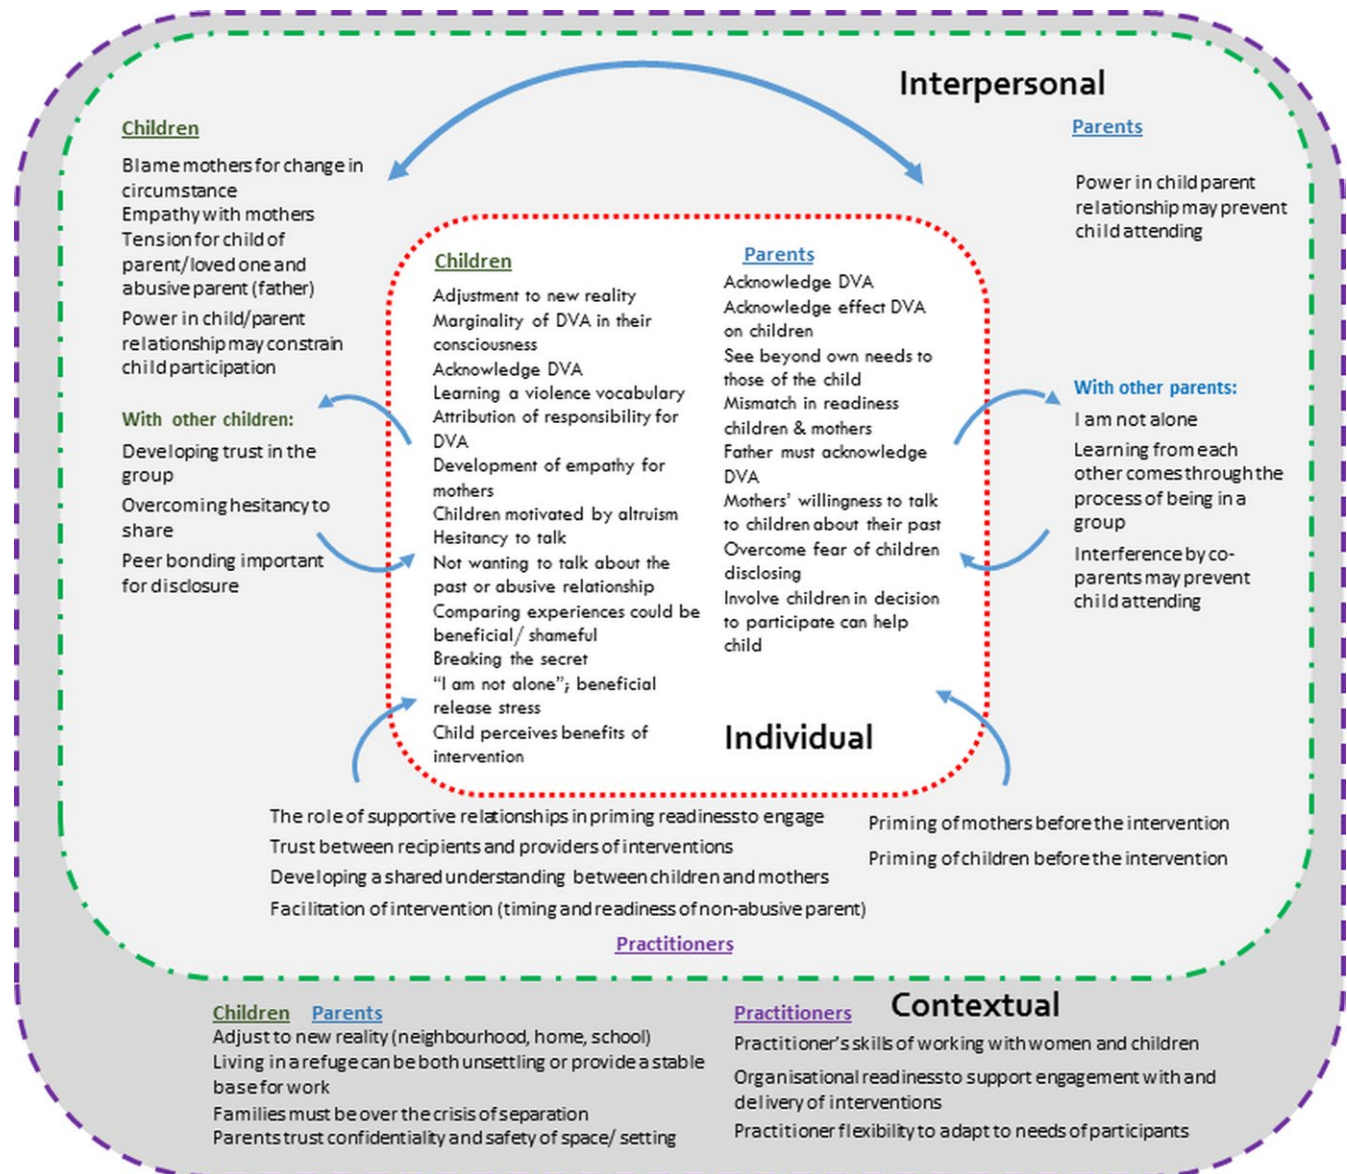 Interpersonal
Children
Blame mothers for change in
circumstance
Empathy with mothers
Tension for child of
parent/loved one and
abusive parent (father)
Power in child/parent
relationship may constrain
child participation
With other children:
Developing trust in the
group
Overcoming hesitancy to
share
Peer bonding important
for disclosure
Parents
Power in child parent
relationship may prevent
child attending
With other parents:
I am not alone
Learning from each
other comes through the
process of being in a
group
Interference by co-
parents may prevent
child attending
Children
Adjustment to new reality
Marginality of DVA in their
consciousness
Acknowledge DVA
Learning a violence vocabulary
Attribution of responsibility for
DVA
Development of empathy for
mothers
Children motivated by altruism
Hesitancy to talk
Not wanting to talk about the
past or abusive relationship
Comparing experiences could be
beneficial/ shameful
Breaking the secret
“I am not alone”; beneficial
release stress
Child perceives benefits of
intervention
Parents
Acknowledge DVA
Acknowledge effect DVA
on children
See beyond own needs to
those of the child
Mismatch in readiness
children & mothers
Father must acknowledge
DVA
Mothers’ willingness to talk
to children about their past
Overcome fear of children
disclosing
Involve children in decision
to participate can help
child
Individual
The role of supportive relationships in priming readiness to engage
Trust between recipients and providers of interventions
Developing a shared understanding between children and mothers
Facilitation of intervention (timing and readiness of non-abusive parent)
Priming of mothers before the intervention
Priming of children before the intervention
Practitioners
Contextual
Children Parents
Adjust to new reality (neighbourhood, home, school)
Living in a refuge can be both unsettling or provide a stable
base for work
Families must be over the crisis of separation
Parents trust confidentiality and safety of space/ setting
Practitioners
Practitioner’s skills of working with women and children
Organisational readiness to support engagement with and
delivery of interventions
Practitioner flexibility to adapt to needs of participants